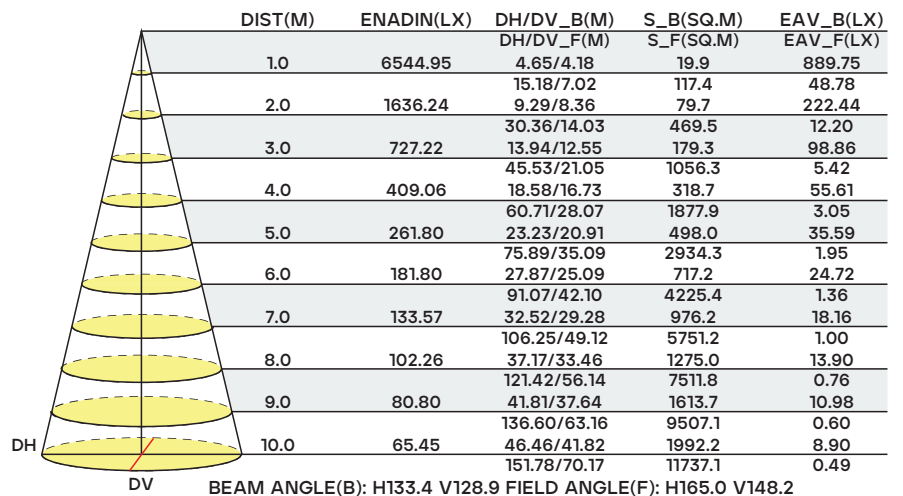 DIST(M) ENADIN(LX) DH/DV_B(M) S_B(SQ.M) EAV_B(LX)
DH/DV_F(M) S_F(SQ.M) EAV_F(LX)
1.0 6544.95 4.65/4.18 19.9 889.75
15.18/7.02 117.4 48.78
2.0 1636.24 9.29/8.36 79.7 222.44
30.36/14.03 469.5 12.20
3.0 727.22 13.94/12.55 179.3 98.86
45.53/21.05 1056.3 5.42
4.0 409.06 18.58/16.73 318.7 55.61
60.71/28.07 1877.9 3.05
5.0 261.80 23.23/20.91 498.0 35.59
75.89/35.09 2934.3 1.95
6.0 181.80 27.87/25.09 717.2 24.72
91.07/42.10 4225.4 1.36
7.0 133.57 32.52/29.28 976.2 18.16
106.25/49.12 5751.2 1.00
8.0 102.26 37.17/33.46 1275.0 13.90
121.42/56.14 7511.8 0.76
9.0 80.80 41.81/37.64 1613.7 10.98
136.60/63.16 9507.1 0.60
DH 10.0 65.45 46.46/41.82 1992.2 8.90
151.78/70.17 11737.1 0.49
DV BEAM ANGLE(B): H133.4 V128.9 FIELD ANGLE(F): H165.0 V148.2